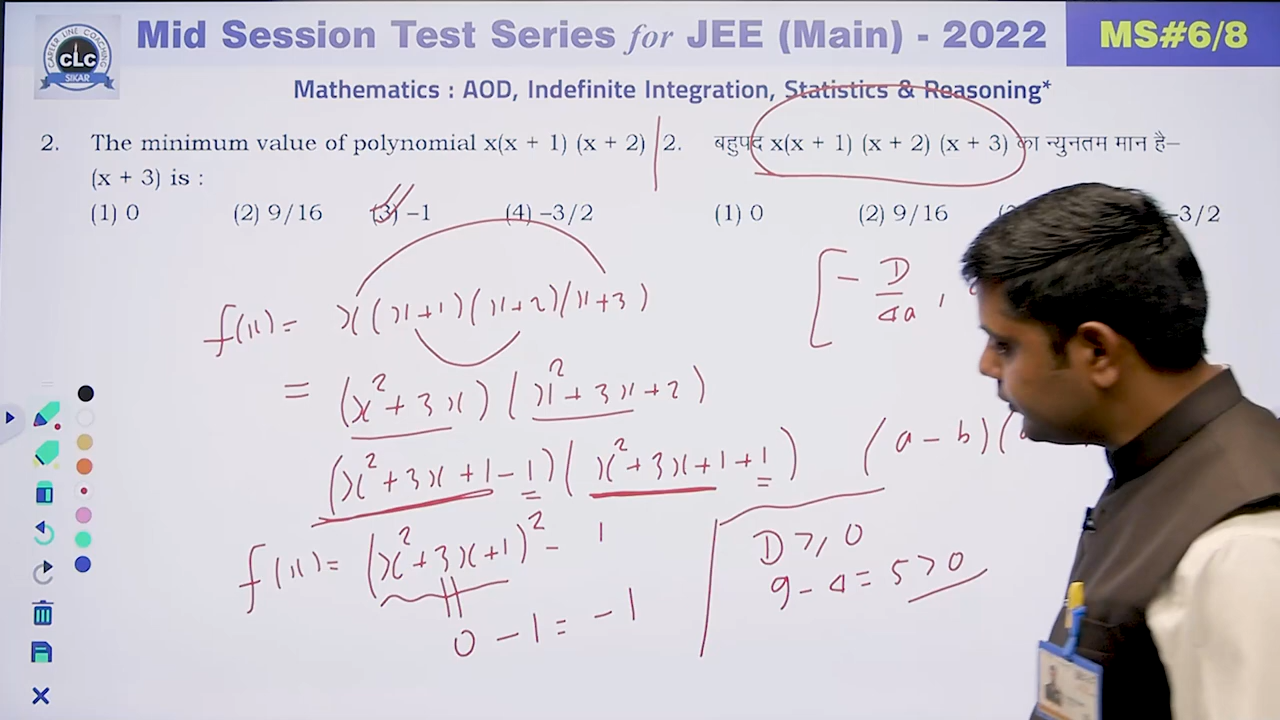 CAREER LINE COACHING
CLC
SIKAR
Mid Session Test Series for JEE (Main) - 2022
MS#6/8
Mathematics : AOD, Indefinite Integration, Statistics & Reasoning*
2. The minimum value of polynomial x(x + 1) (x + 2)
(x + 3) is :
(1) 0 (2) 9/16 (3) –1 (4) –3/2
2. बहुपद x(x + 1) (x + 2) (x + 3) का न्युनतम मान है–
(1) 0 (2) 9/16 –3/2
f(x) = x(x+1)(x+2)(x+3)
= (x²+3x)(x²+3x+2)
(x²+3x+1-1)(x²+3x+1+1)
f(x) = (x²+3x+1)² - 1
0 - 1 = -1
[ - D/4a ,
(a - b)(
D ≥ 0
9 - 4 = 5 > 0